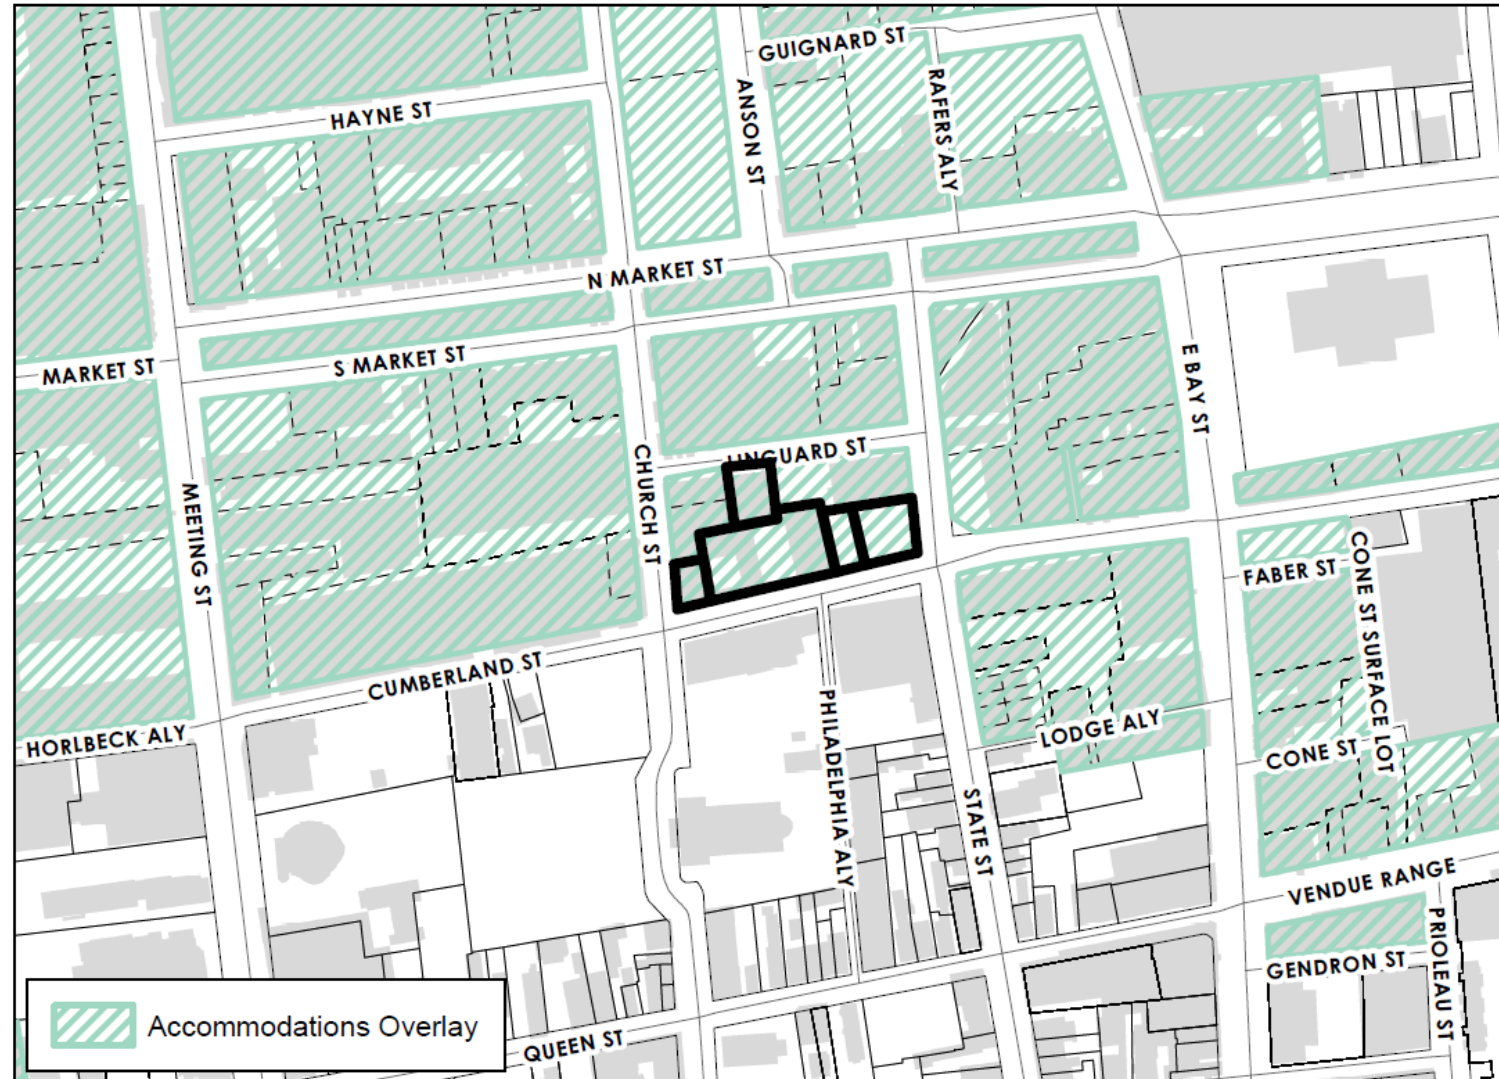 GUIGNARD ST
HAYNE ST
ANSON ST
RAFERS ALY
N MARKET ST
S MARKET ST
MARKET ST
E BAY ST
UNGUARD ST
CHURCH ST
MEETING ST
FABER ST
CONE ST SURFACE LOT
CUMBERLAND ST
HORLBECK ALY
LODGE ALY
CONE ST
PHILADELPHIA ALY
STATE ST
VENDUE RANGE
PRIOLEAU ST
GENDRON ST
QUEEN ST
Accommodations Overlay